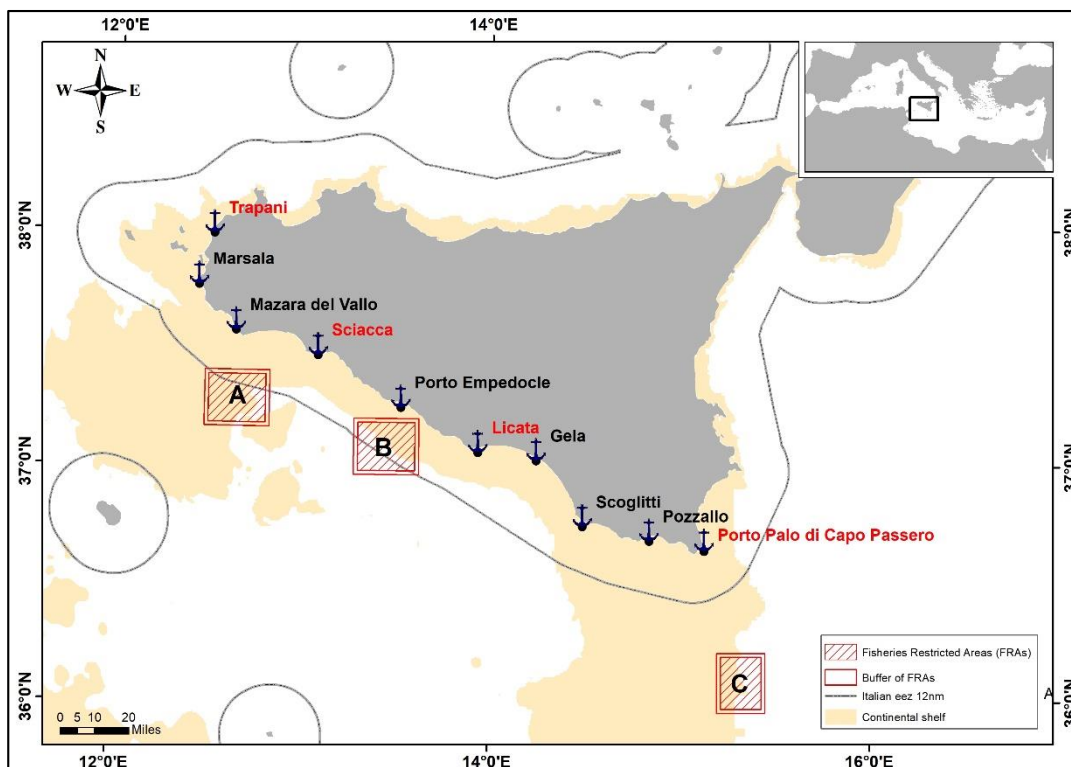 12°0'E
14°0'E
N
W
E
S
38°0'N
38°0'N
Trapani
Marsala
Mazara del Vallo
Sciacca
Porto Empedocle
A
B
Licata
Gela
37°0'N
37°0'N
Scoglitti
Pozzallo
Porto Palo di Capo Passero
C
Fisheries Restricted Areas (FRAs)
Buffer of FRAs
Italian eez 12nm
Continental shelf
A
36°0'N
36°0'N
0 5 10 20
Miles
12°0'E
14°0'E
16°0'E